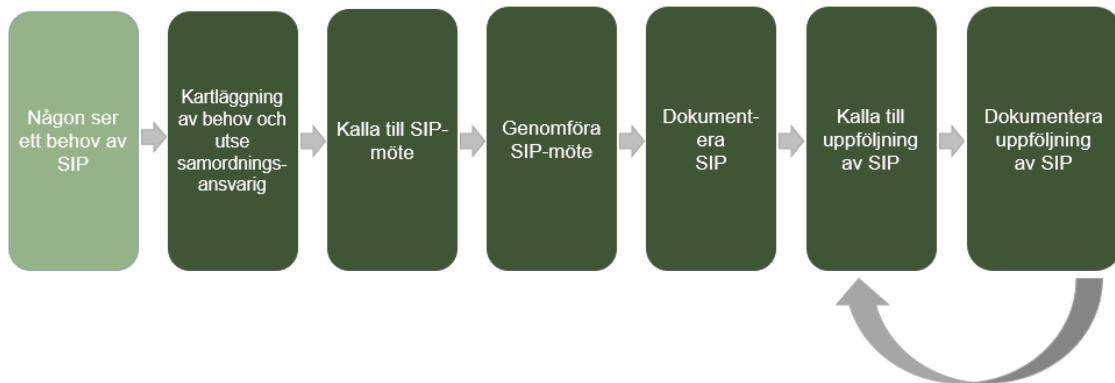 Någon ser
ett behov av
SIP
Kartläggning
av behov och
utse
samordnings-
ansvarig
Kalla till SIP-
möte
Genomföra
SIP-möte
Dokument-
era
SIP
Kalla till
uppföljning
av SIP
Dokumentera
uppföljning
av SIP